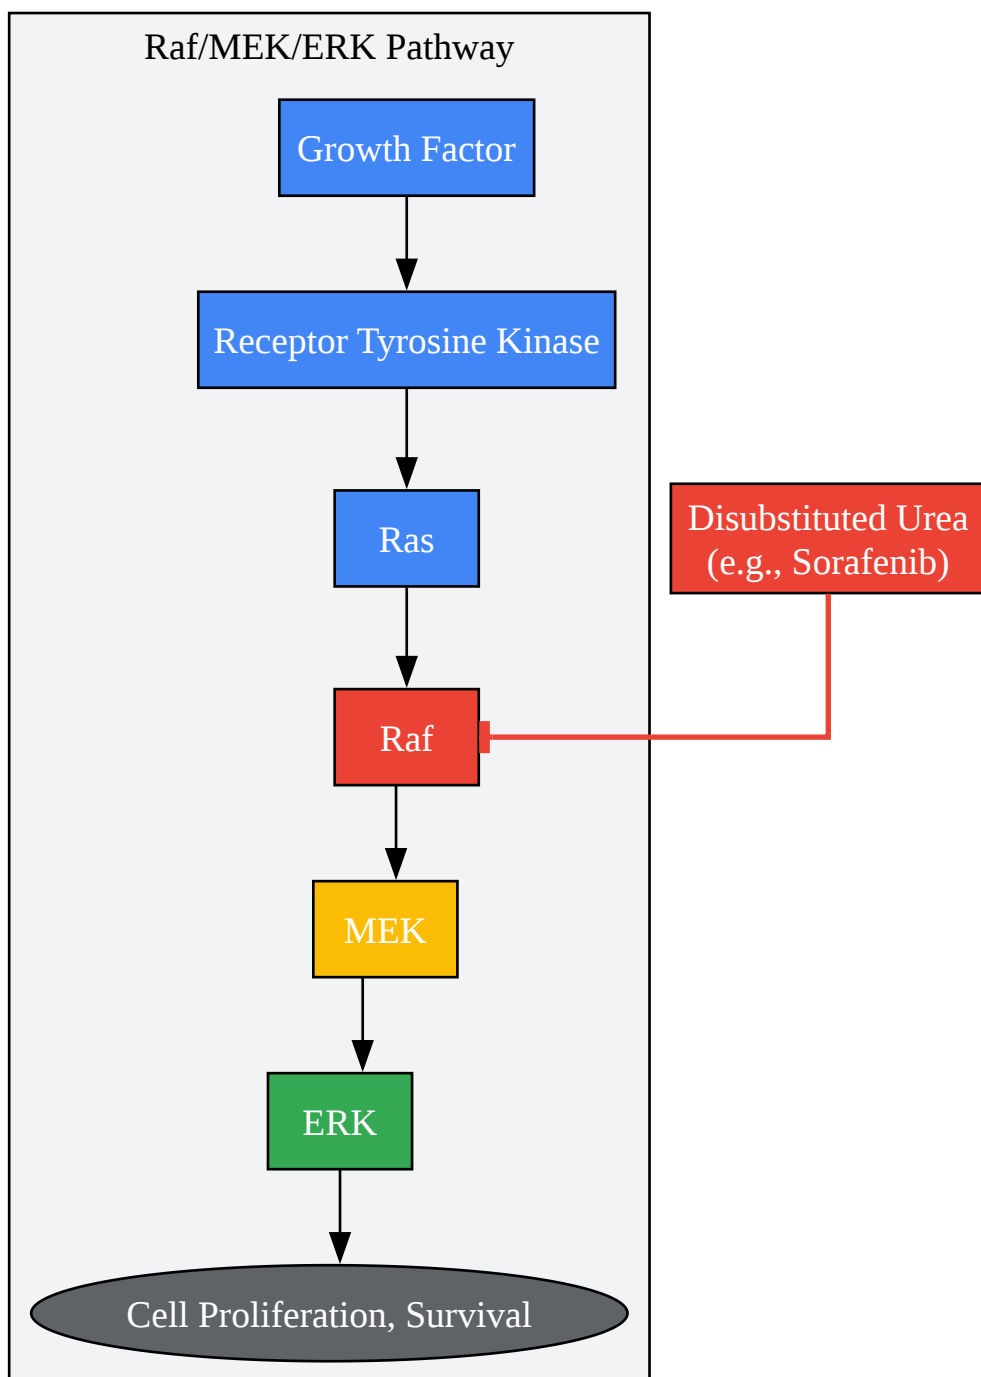 Raf/MEK/ERK Pathway
Growth Factor
Receptor Tyrosine Kinase
Ras
Disubstituted Urea
(e.g., Sorafenib)
Raf
MEK
ERK
Cell Proliferation, Survival